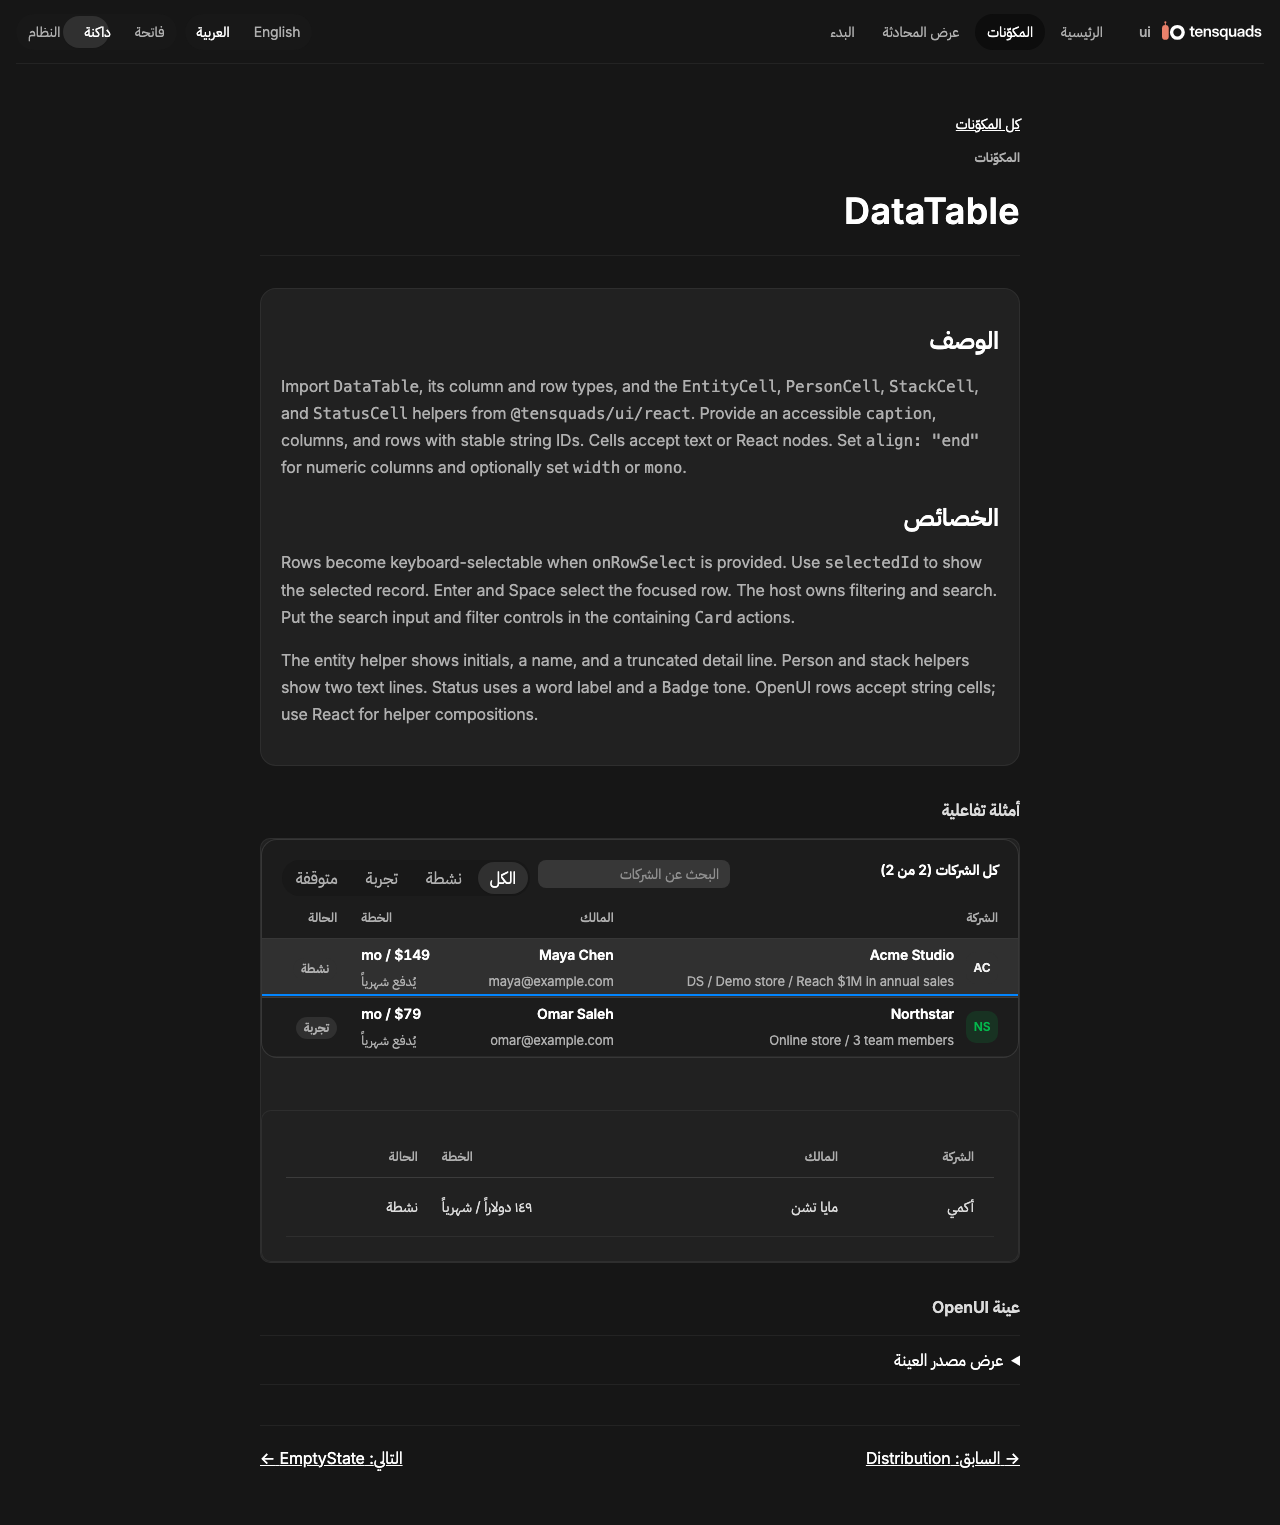 tensquads ui
الرئيسية
المكوّنات
عرض المحادثة
البدء
English
العربية
فاتحة
داكنة
النظام
كل المكوّنات
المكوّنات
DataTable
الوصف
Import DataTable, its column and row types, and the EntityCell, PersonCell, StackCell,
and StatusCell helpers from @tensquads/ui/react. Provide an accessible caption,
columns, and rows with stable string IDs. Cells accept text or React nodes. Set align: "end"
for numeric columns and optionally set width or mono.
الخصائص
Rows become keyboard-selectable when onRowSelect is provided. Use selectedId to show
the selected record. Enter and Space select the focused row. The host owns filtering and search.
Put the search input and filter controls in the containing Card actions.
The entity helper shows initials, a name, and a truncated detail line. Person and stack helpers
show two text lines. Status uses a word label and a Badge tone. OpenUI rows accept string cells;
use React for helper compositions.
أمثلة تفاعلية
كل الشركات (2 من 2)
البحث عن الشركات
الكل
نشطة
تجربة
متوقفة
الشركة المالك الخطة الحالة
AC
Acme Studio
DS / Demo store / Reach $1M in annual sales
Maya Chen
maya@example.com
mo / $149
يُدفع شهرياً
نشطة
NS
Northstar
Online store / 3 team members
Omar Saleh
omar@example.com
mo / $79
يُدفع شهرياً
تجربة
الشركة المالك الخطة الحالة
أكمي مايا تشن ١٤٩ دولاراً / شهرياً نشطة
عينة OpenUI
◀ عرض مصدر العينة
→ السابق: Distribution
التالي: EmptyState ←